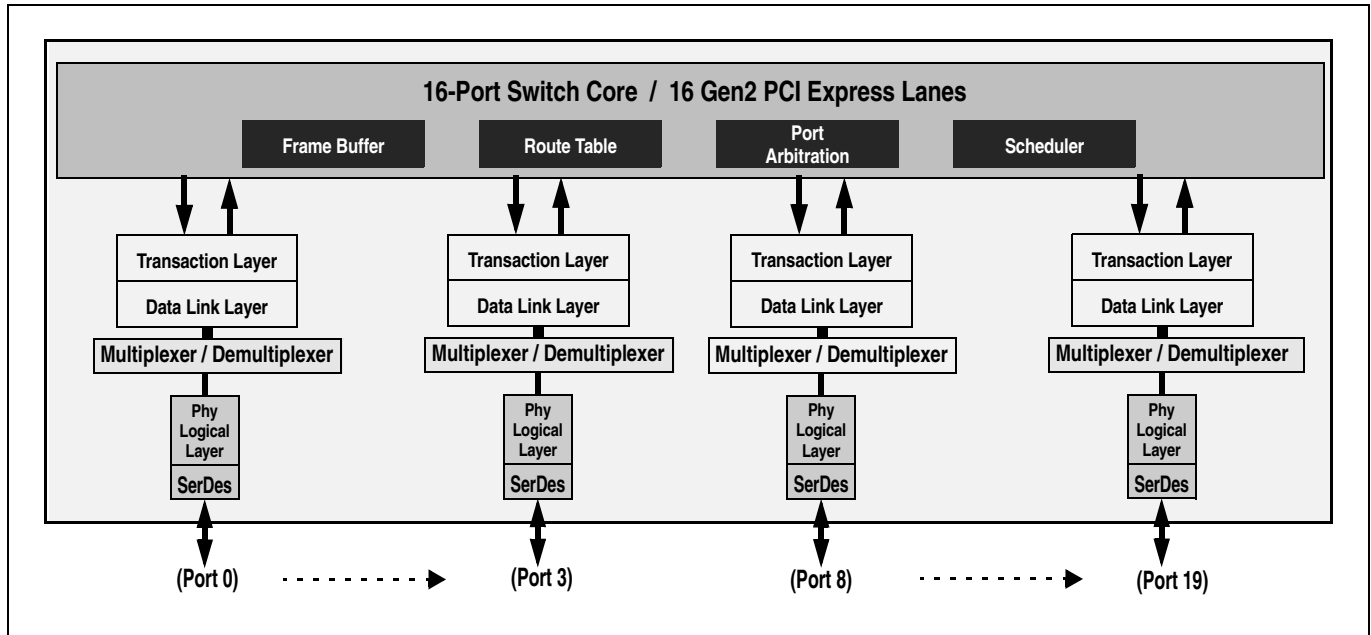 16-Port Switch Core / 16 Gen2 PCI Express Lanes
Frame Buffer
Route Table
Port
Arbitration
Scheduler
Transaction Layer
Data Link Layer
Multiplexer / Demultiplexer
Phy
Logical
Layer
SerDes
(Port 0)
Transaction Layer
Data Link Layer
Multiplexer / Demultiplexer
Phy
Logical
Layer
SerDes
(Port 3)
Transaction Layer
Data Link Layer
Multiplexer / Demultiplexer
Phy
Logical
Layer
SerDes
(Port 8)
Transaction Layer
Data Link Layer
Multiplexer / Demultiplexer
Phy
Logical
Layer
SerDes
(Port 19)